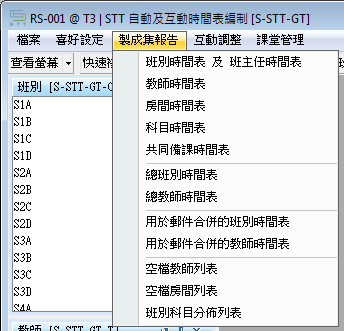 RS-001 @ T3 | STT 自動及互動時間表編制 [S-STT-GT]
檔案 喜好設定 製成集報告 互動調整 課堂管理
查看螢幕 快速
班別 [S-STT-GT-C
S1A
S1B
S1C
S1D
S2A
S2B
S2C
S2D
S3A
S3B
S3C
S3D
S4A
教師 [S-STT-GT-T]
班別時間表 及 班主任時間表
教師時間表
房間時間表
科目時間表
共同備課時間表
總班別時間表
總教師時間表
用於郵件合併的班別時間表
用於郵件合併的教師時間表
空檔教師列表
空檔房間列表
班別科目分佈列表